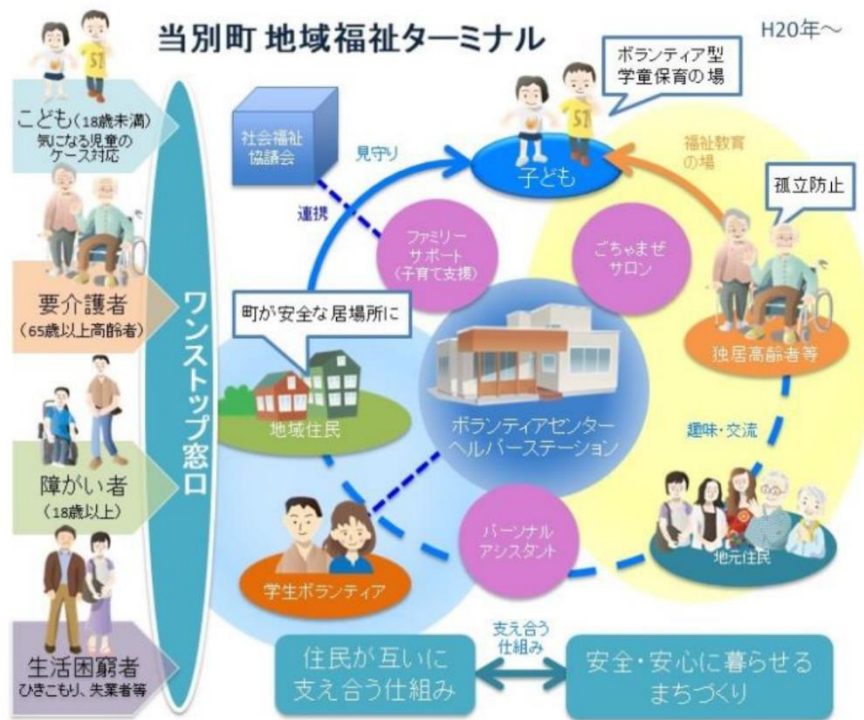 当別町 地域福祉ターミナル
H20年～
こども(18歳未満)
気になる児童の
ケース対応
要介護者
(65歳以上高齢者)
障がい者
(18歳以上)
生活困窮者
ひきこもり、失業者等
ワンストップ窓口
社会福祉
協議会
見守り
連携
ボランティア型
学童保育の場
子ども
福祉教育
の場
孤立防止
ファミリー
サポート
(子育て支援)
ごちゃまぜ
サロン
町が安全な居場所に
独居高齢者等
地域住民
ボランティアセンター
ヘルパーステーション
趣味・交流
パーソナル
アシスタント
学生ボランティア
地元住民
住民が互いに
支え合う仕組み
支え合う
仕組み
安全・安心に暮らせる
まちづくり